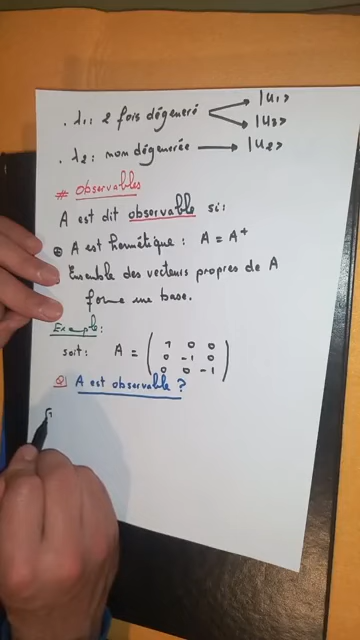 . λ₁: 2 fois dégeneré → |u₁>
→ |u₃>
. λ₂: non dégenerée → |u₂>
# Observables
A est dit observable si:
⊕ A est hermétique: A = A⁺
Ensemble des vecteurs propres de A
forme une base.
Exemple:
soit: A = ( 1 0 0
0 -1 0
0 0 -1 )
Q A est observable ?